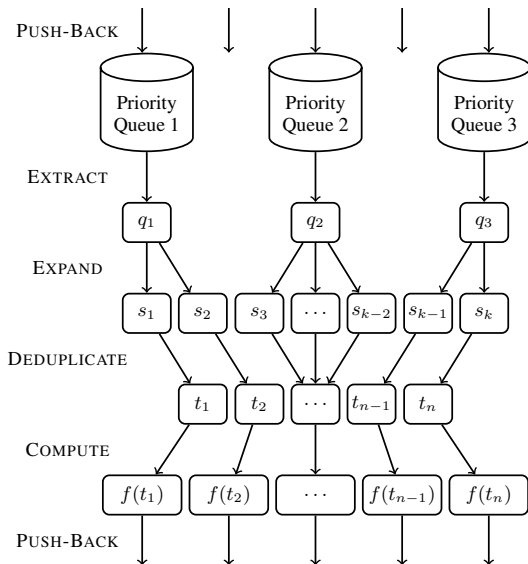 PUSH-BACK
Priority Queue 1
Priority Queue 2
Priority Queue 3
EXTRACT
q₁ q₂ q₃
EXPAND
s₁ s₂ s₃ ··· sₖ₋₂ sₖ₋₁ sₖ
DEDUPLICATE
t₁ t₂ ··· tₙ₋₁ tₙ
COMPUTE
f(t₁) f(t₂) ··· f(tₙ₋₁) f(tₙ)
PUSH-BACK